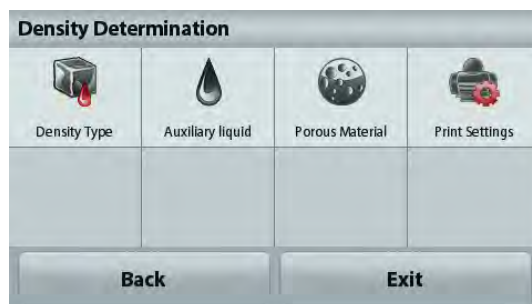 Density Determination
Density Type
Auxiliary liquid
Porous Material
Print Settings
Back
Exit